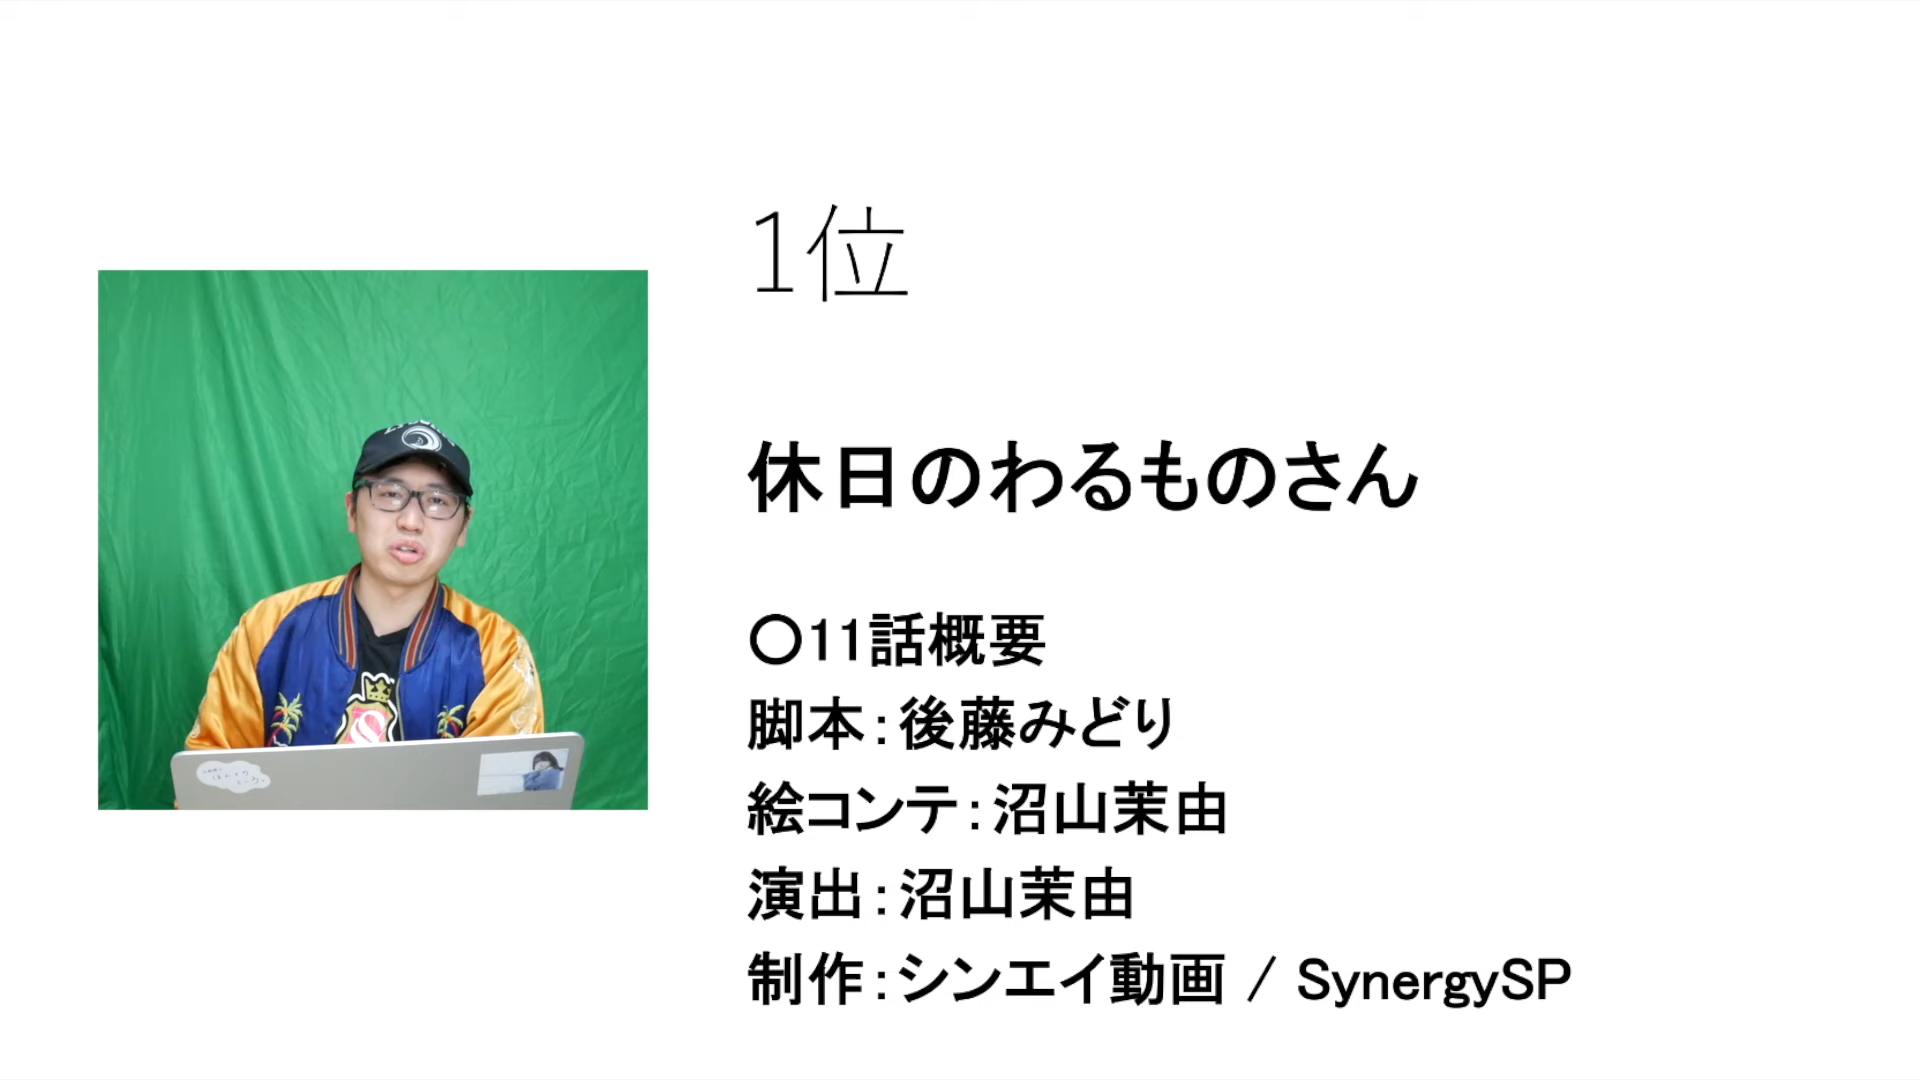 1位
休日のわるものさん
〇11話概要
脚本:後藤みどり
絵コンテ:沼山茉由
演出:沼山茉由
制作:シンエイ動画 / SynergySP